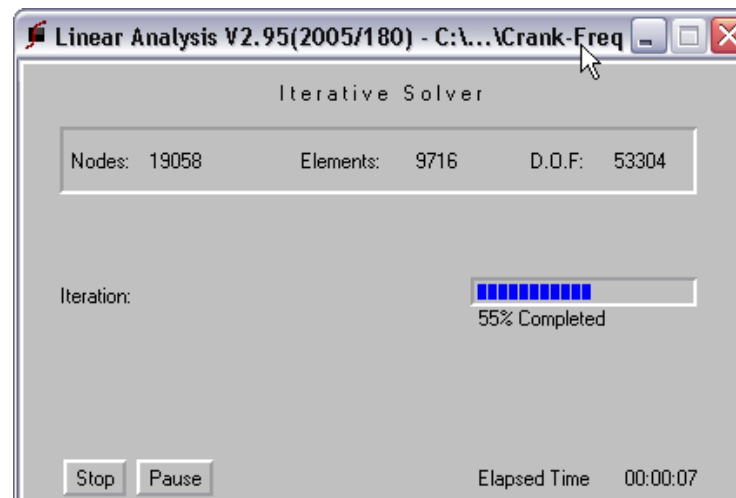 Linear Analysis V2.95(2005/180) - C:\...\Crank-Freq
Iterative Solver
Nodes: 19058 Elements: 9716 D.O.F: 53304
Iteration:
55% Completed
Stop Pause Elapsed Time 00:00:07